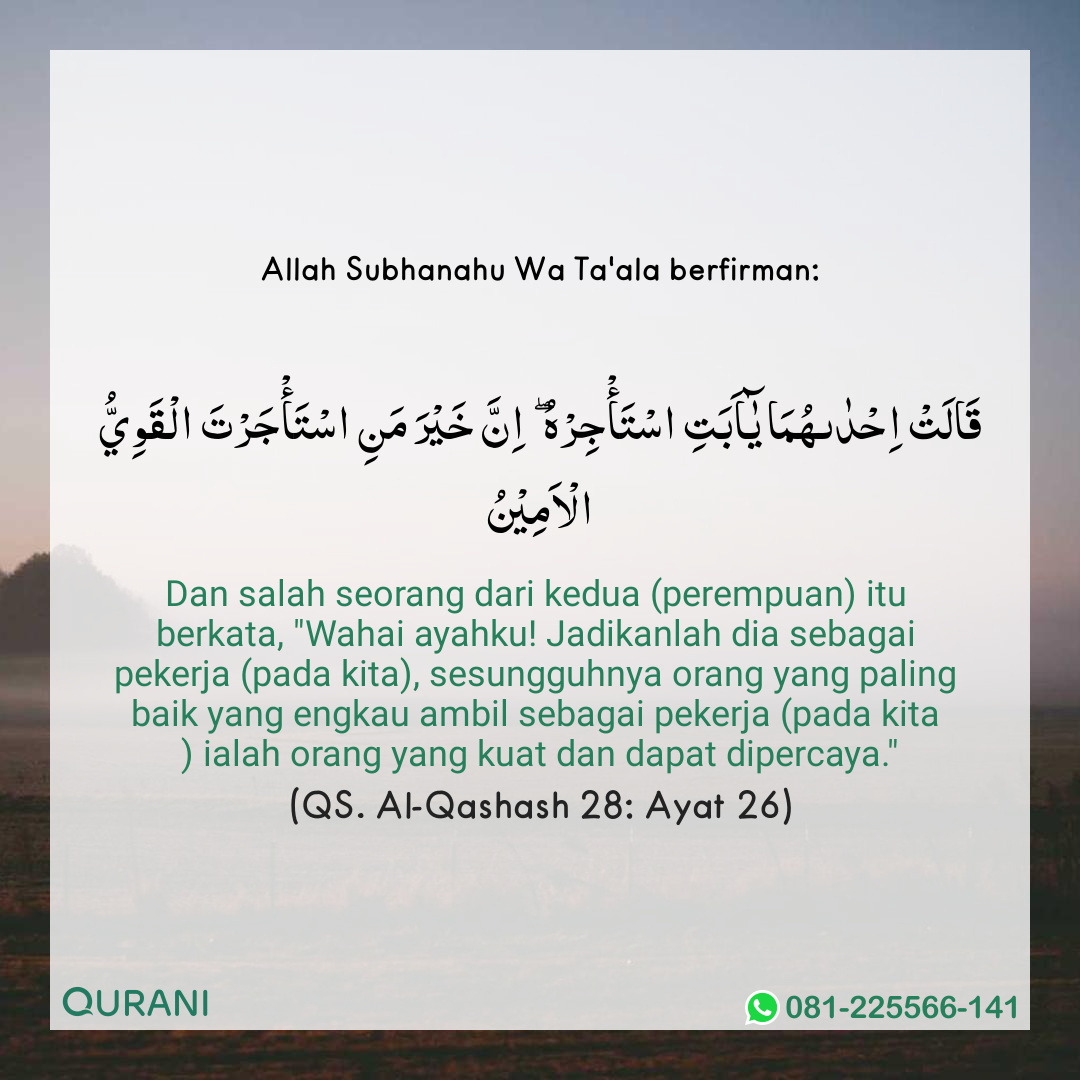 Allah Subhanahu Wa Ta'ala berfirman:
قَالَتْ اِحْدٰٮهُمَا يٰۤاَبَتِ اسْتَأْجِرْهُ ۖ اِنَّ خَيْرَ مَنِ اسْتَأْجَرْتَ الْقَوِيُّ
الْاَمِيْنُ
Dan salah seorang dari kedua (perempuan) itu
berkata, "Wahai ayahku! Jadikanlah dia sebagai
pekerja (pada kita), sesungguhnya orang yang paling
baik yang engkau ambil sebagai pekerja (pada kita
) ialah orang yang kuat dan dapat dipercaya."
(QS. Al-Qashash 28: Ayat 26)
QURANI
081-225566-141